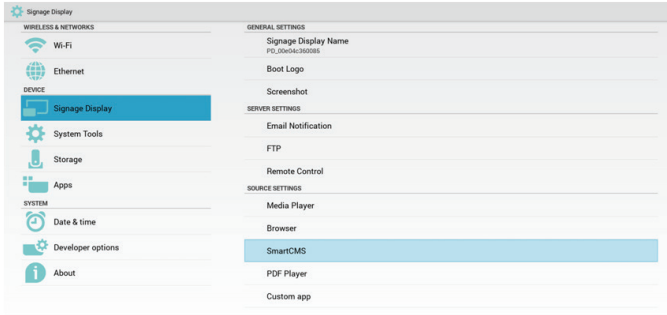 Signage Display
WIRELESS & NETWORKS
Wi-Fi
Ethernet
DEVICE
Signage Display
System Tools
Storage
Apps
SYSTEM
Date & time
Developer options
About
GENERAL SETTINGS
Signage Display Name
PD_00e04c360085
Boot Logo
Screenshot
SERVER SETTINGS
Email Notification
FTP
Remote Control
SOURCE SETTINGS
Media Player
Browser
SmartCMS
PDF Player
Custom app